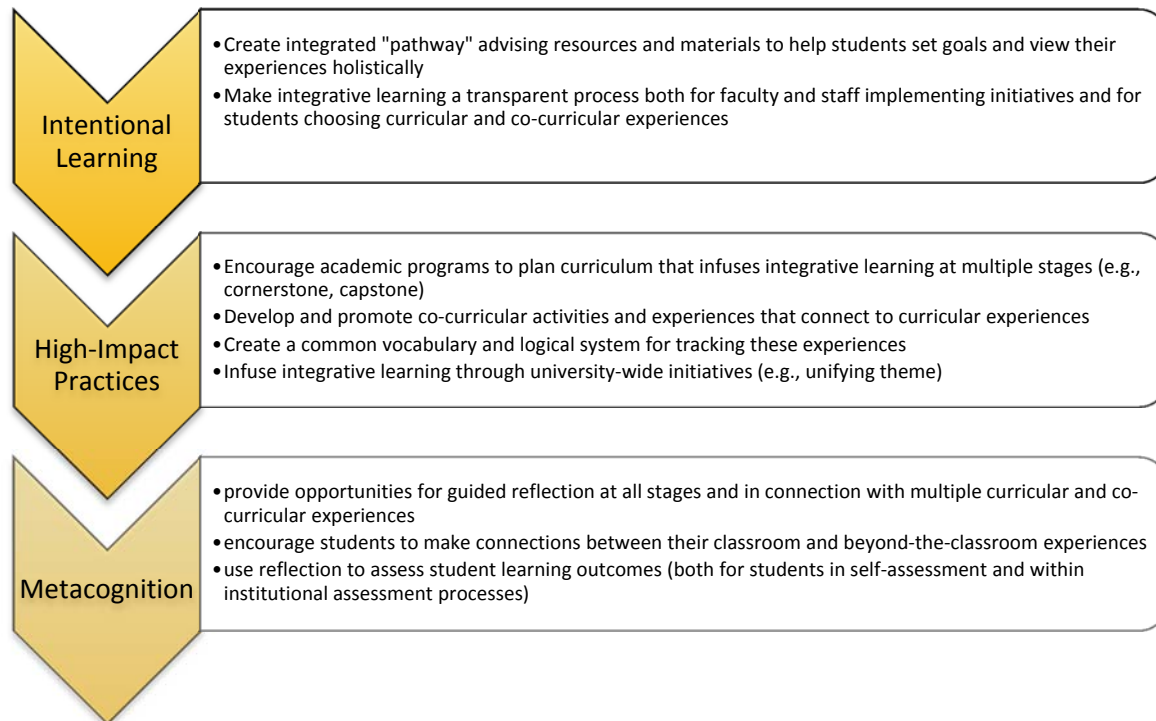 Intentional
Learning
•Create integrated "pathway" advising resources and materials to help students set goals and view their
experiences holistically
•Make integrative learning a transparent process both for faculty and staff implementing initiatives and for
students choosing curricular and co-curricular experiences
High-Impact
Practices
•Encourage academic programs to plan curriculum that infuses integrative learning at multiple stages (e.g.,
cornerstone, capstone)
•Develop and promote co-curricular activities and experiences that connect to curricular experiences
•Create a common vocabulary and logical system for tracking these experiences
•Infuse integrative learning through university-wide initiatives (e.g., unifying theme)
Metacognition
•provide opportunities for guided reflection at all stages and in connection with multiple curricular and co-
curricular experiences
•encourage students to make connections between their classroom and beyond-the-classroom experiences
•use reflection to assess student learning outcomes (both for students in self-assessment and within
institutional assessment processes)